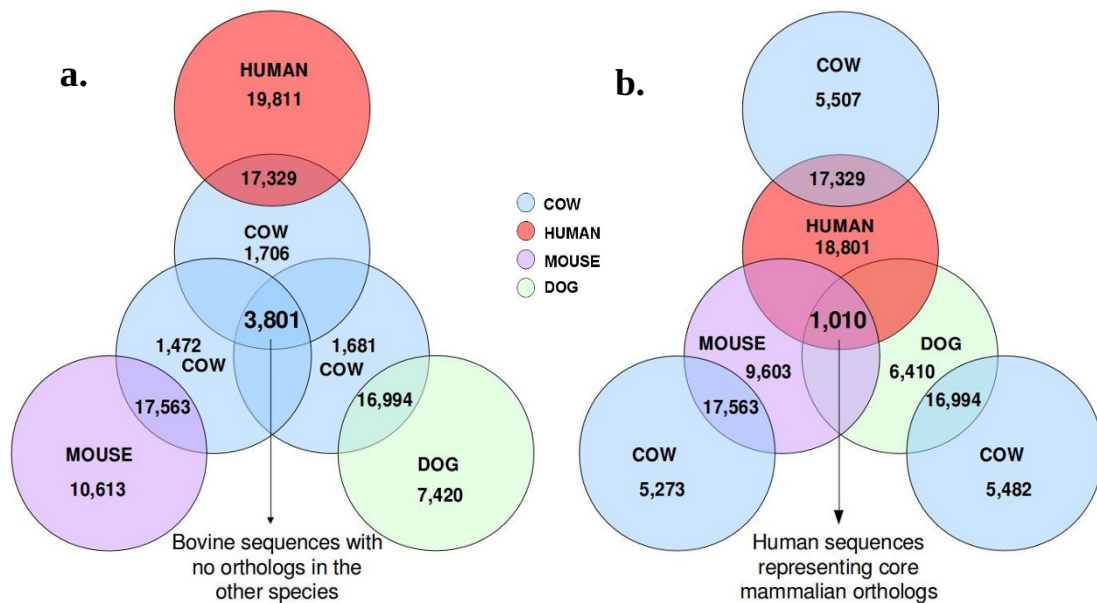 a.
HUMAN
19,811
17,329
COW
1,706
3,801
1,472
COW
1,681
COW
17,563
16,994
MOUSE
10,613
DOG
7,420
Bovine sequences with
no orthologs in the
other species
COW
HUMAN
MOUSE
DOG
b.
COW
5,507
17,329
HUMAN
18,801
1,010
MOUSE
9,603
DOG
6,410
17,563
16,994
COW
5,273
COW
5,482
Human sequences
representing core
mammalian orthologs